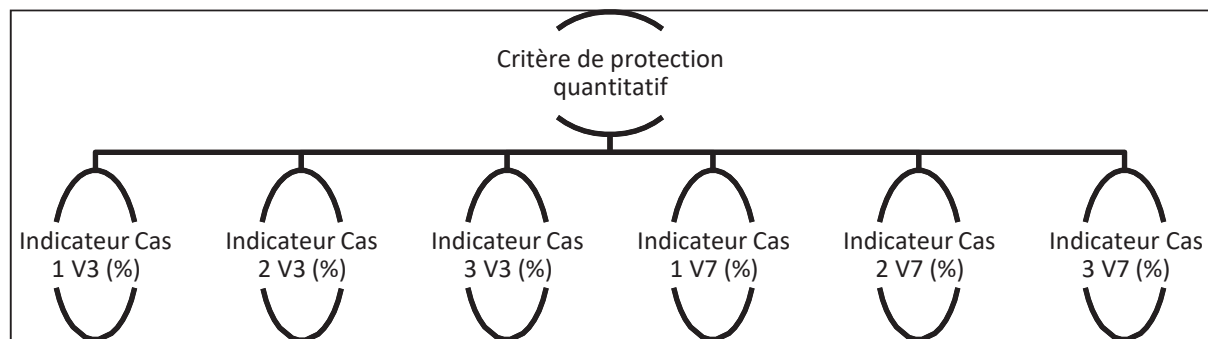 Critère de protection
quantitatif
Indicateur Cas
1 V3 (%)
Indicateur Cas
2 V3 (%)
Indicateur Cas
3 V3 (%)
Indicateur Cas
1 V7 (%)
Indicateur Cas
2 V7 (%)
Indicateur Cas
3 V7 (%)